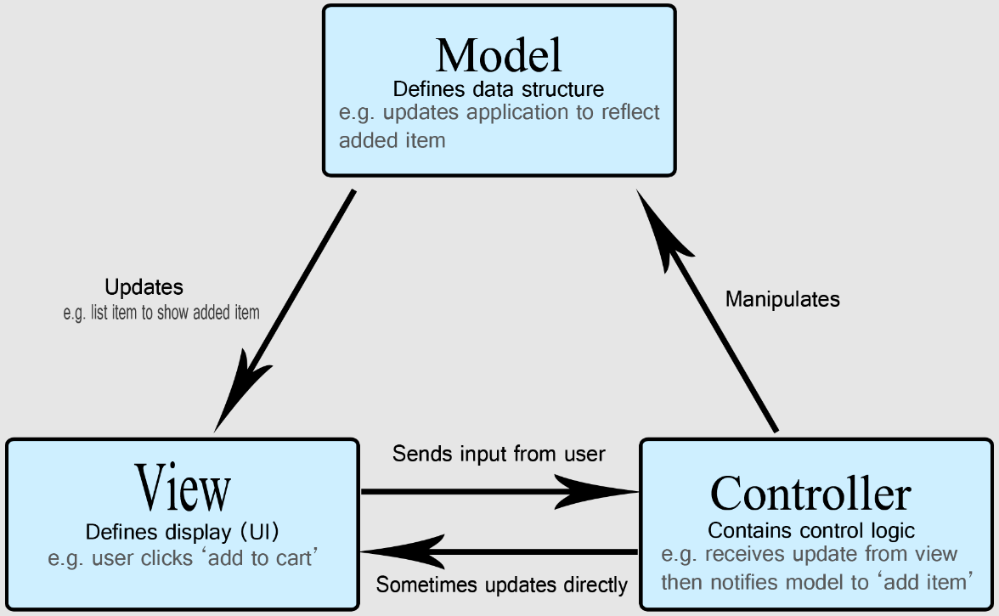 Model
Defines data structure
e.g. updates application to reflect
added item
Updates
e.g. list item to show added item
Manipulates
View
Defines display (UI)
e.g. user clicks ‘add to cart’
Sends input from user
Sometimes updates directly
Controller
Contains control logic
e.g. receives update from view
then notifies model to ‘add item’